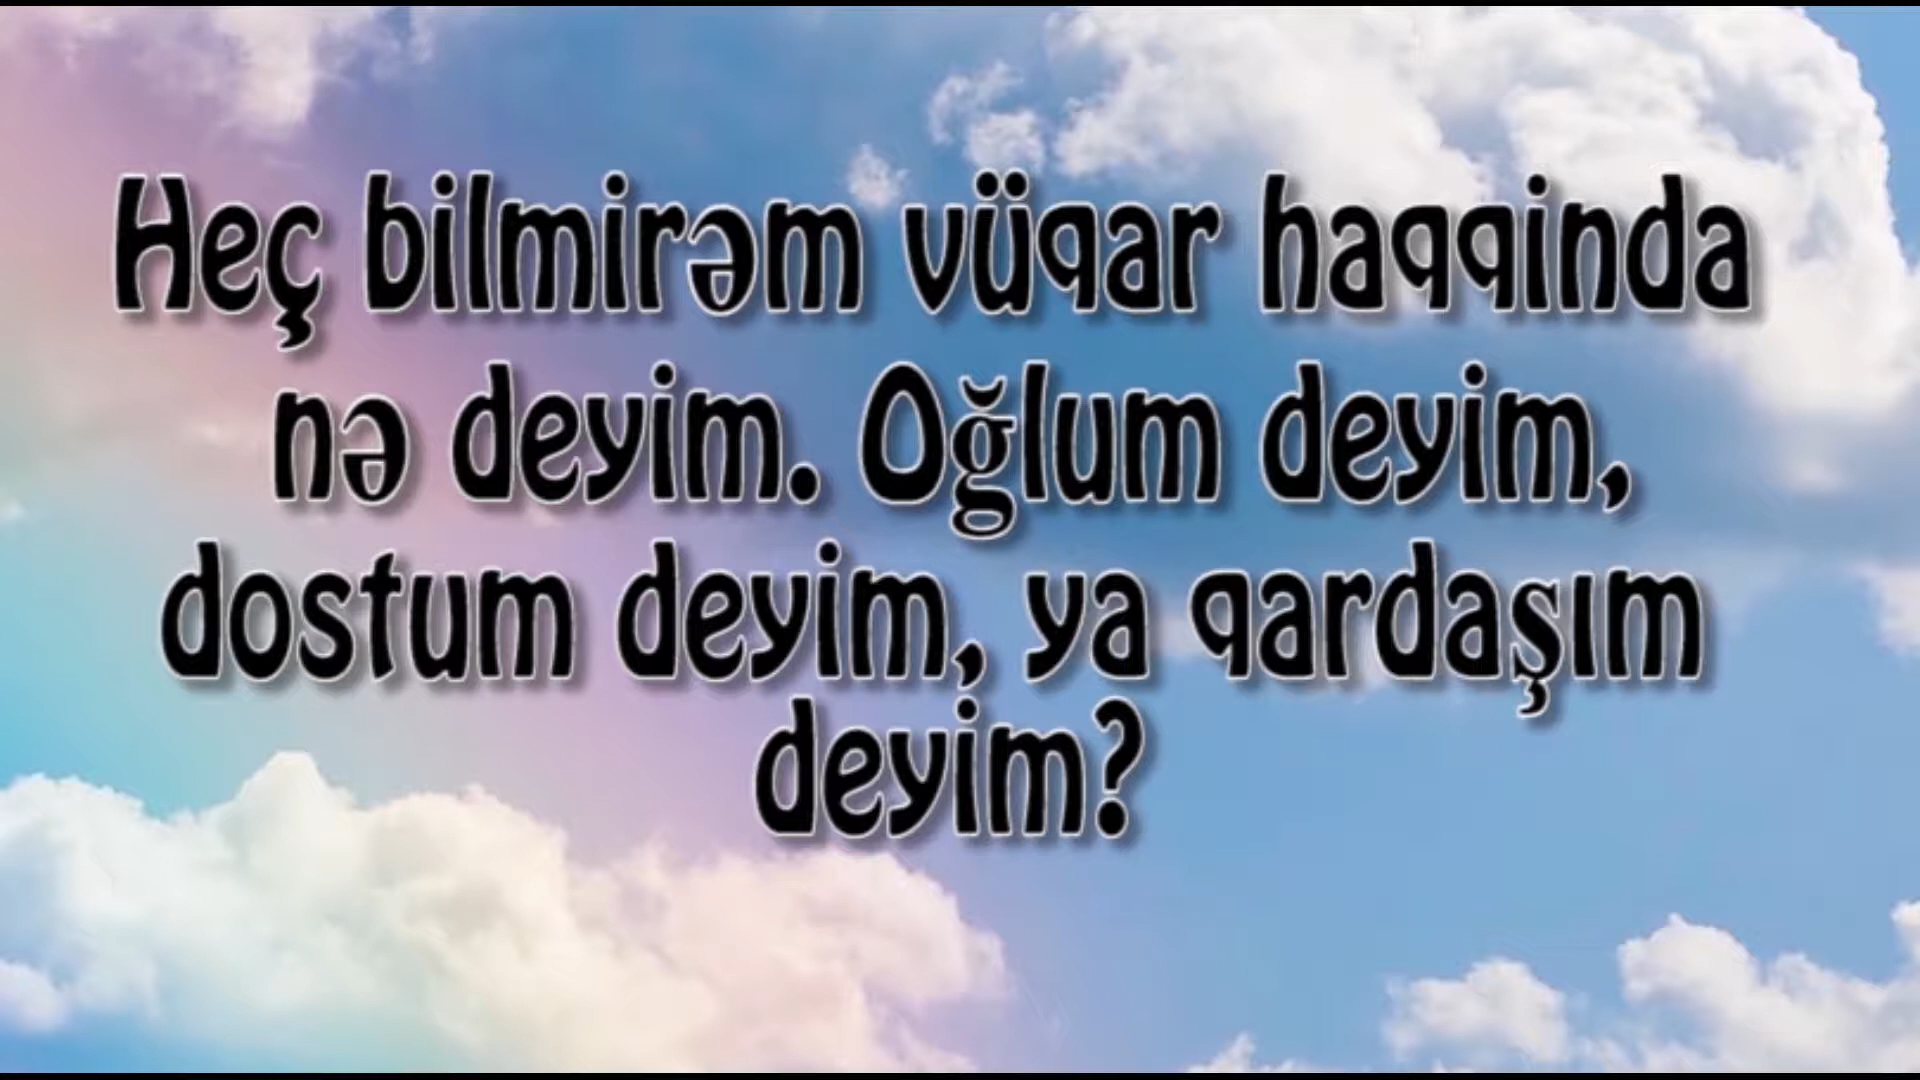 Heç bilmirəm vüqar haqqinda
nə deyim. Oğlum deyim,
dostum deyim, ya qardaşım
deyim?